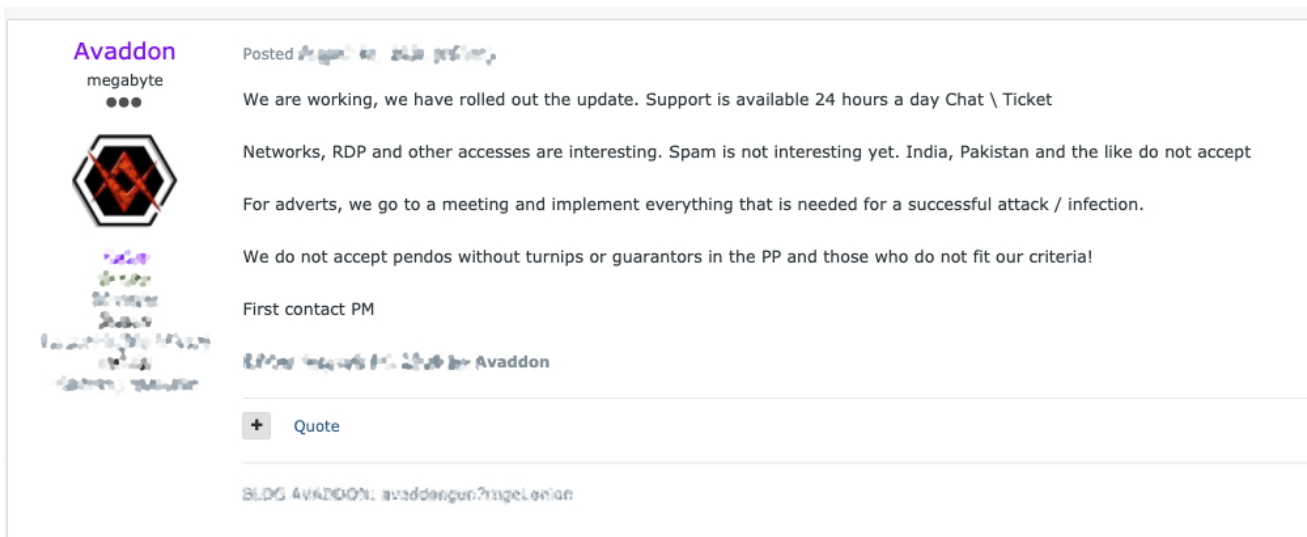 Avaddon
megabyte
Posted
We are working, we have rolled out the update. Support is available 24 hours a day Chat \ Ticket
Networks, RDP and other accesses are interesting. Spam is not interesting yet. India, Pakistan and the like do not accept
For adverts, we go to a meeting and implement everything that is needed for a successful attack / infection.
We do not accept pendos without turnips or guarantors in the PP and those who do not fit our criteria!
First contact PM
Avaddon
+ Quote
BLOG AVADDON: